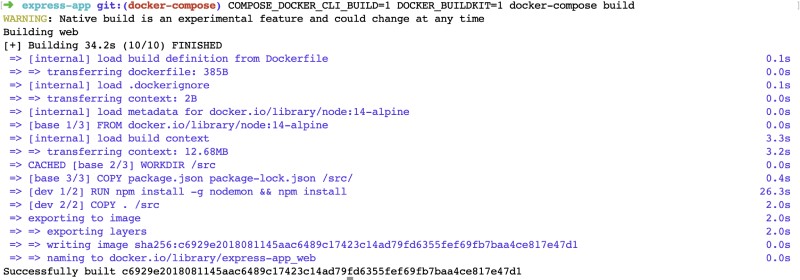 ➜ express-app git:(docker-compose) COMPOSE_DOCKER_CLI_BUILD=1 DOCKER_BUILDKIT=1 docker-compose build
WARNING: Native build is an experimental feature and could change at any time
Building web
[+] Building 34.2s (10/10) FINISHED
=> [internal] load build definition from Dockerfile 0.1s
=> => transferring dockerfile: 385B 0.0s
=> [internal] load .dockerignore 0.1s
=> => transferring context: 2B 0.0s
=> [internal] load metadata for docker.io/library/node:14-alpine 0.0s
=> [base 1/3] FROM docker.io/library/node:14-alpine 0.0s
=> [internal] load build context 3.3s
=> => transferring context: 12.68MB 3.2s
=> CACHED [base 2/3] WORKDIR /src 0.0s
=> [base 3/3] COPY package.json package-lock.json /src/ 0.4s
=> [dev 1/2] RUN npm install -g nodemon && npm install 26.3s
=> [dev 2/2] COPY . /src 2.0s
=> exporting to image 2.0s
=> => exporting layers 2.0s
=> => writing image sha256:c6929e2018081145aac6489c17423c14ad79fd6355fef69fb7baa4ce817e47d1 0.0s
=> => naming to docker.io/library/express-app_web 0.0s
Successfully built c6929e2018081145aac6489c17423c14ad79fd6355fef69fb7baa4ce817e47d1